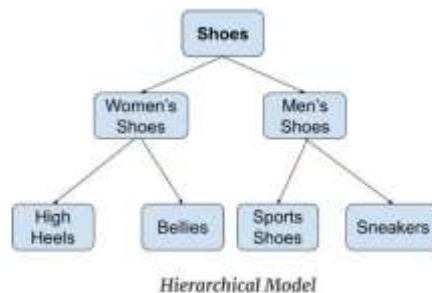 Shoes
Women's
Shoes
Men's
Shoes
High
Heels
Bellies
Sports
Shoes
Sneakers
Hierarchical Model